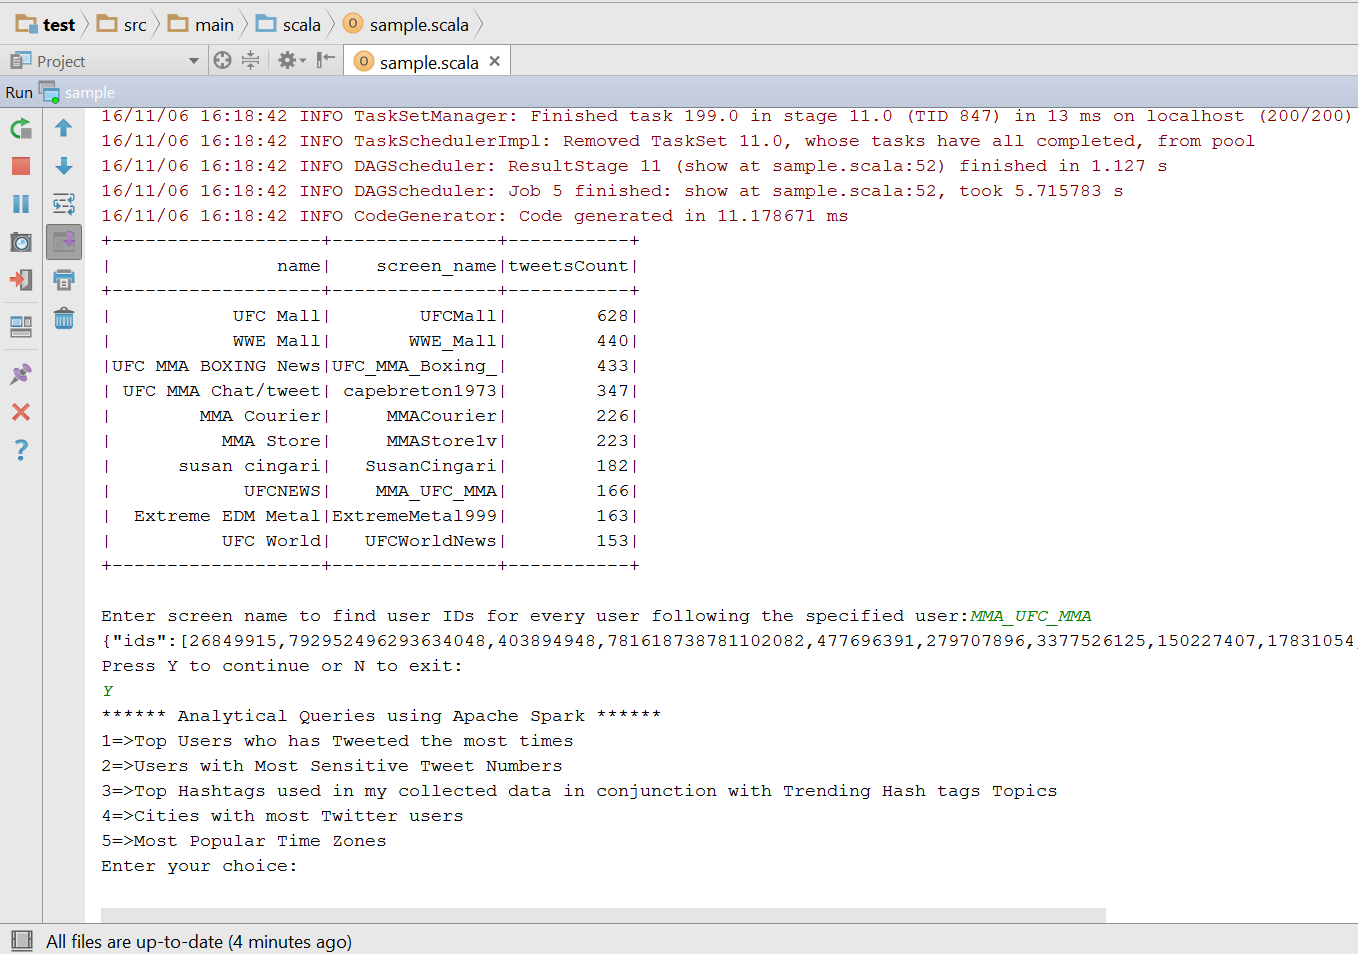 test src main scala sample.scala
Project sample.scala
Run sample
16/11/06 16:18:42 INFO TaskSetManager: Finished task 199.0 in stage 11.0 (TID 847) in 13 ms on localhost (200/200)
16/11/06 16:18:42 INFO TaskSchedulerImpl: Removed TaskSet 11.0, whose tasks have all completed, from pool
16/11/06 16:18:42 INFO DAGScheduler: ResultStage 11 (show at sample.scala:52) finished in 1.127 s
16/11/06 16:18:42 INFO DAGScheduler: Job 5 finished: show at sample.scala:52, took 5.715783 s
16/11/06 16:18:42 INFO CodeGenerator: Code generated in 11.178671 ms
+-------------------+---------------+-----------+
|               name|    screen_name|tweetsCount|
+-------------------+---------------+-----------+
|           UFC Mall|        UFCMall|        628|
|           WWE Mall|       WWE_Mall|        440|
|UFC MMA BOXING News|UFC_MMA_Boxing_|        433|
| UFC MMA Chat/tweet| capebreton1973|        347|
|        MMA Courier|     MMACourier|        226|
|          MMA Store|     MMAStore1v|        223|
|      susan cingari|   SusanCingari|        182|
|            UFCNEWS|    MMA_UFC_MMA|        166|
|  Extreme EDM Metal|ExtremeMetal999|        163|
|          UFC World|   UFCWorldNews|        153|
+-------------------+---------------+-----------+
Enter screen name to find user IDs for every user following the specified user:MMA_UFC_MMA
{"ids":[26849915,792952496293634048,403894948,781618738781102082,477696391,279707896,3377526125,150227407,17831054,
Press Y to continue or N to exit:
Y
****** Analytical Queries using Apache Spark ******
1=>Top Users who has Tweeted the most times
2=>Users with Most Sensitive Tweet Numbers
3=>Top Hashtags used in my collected data in conjunction with Trending Hash tags Topics
4=>Cities with most Twitter users
5=>Most Popular Time Zones
Enter your choice:
All files are up-to-date (4 minutes ago)